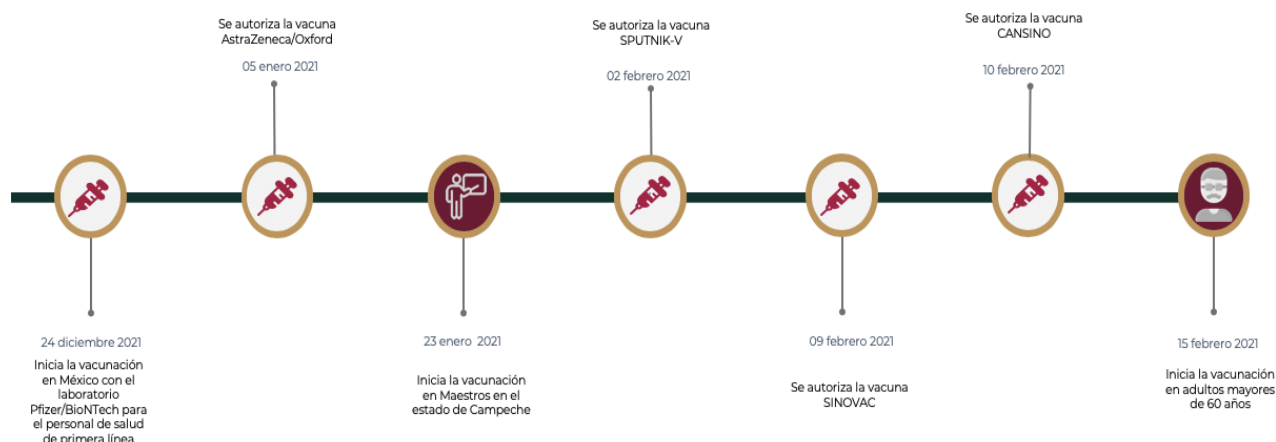 Se autoriza la vacuna
AstraZeneca/Oxford
05 enero 2021
Se autoriza la vacuna
SPUTNIK-V
02 febrero 2021
Se autoriza la vacuna
CANSINO
10 febrero 2021
24 diciembre 2021
Inicia la vacunación
en México con el
laboratorio
Pfizer/BioNTech para
el personal de salud
de primera línea
23 enero 2021
Inicia la vacunación
en Maestros en el
estado de Campeche
09 febrero 2021
Se autoriza la vacuna
SINOVAC
15 febrero 2021
Inicia la vacunación
en adultos mayores
de 60 años